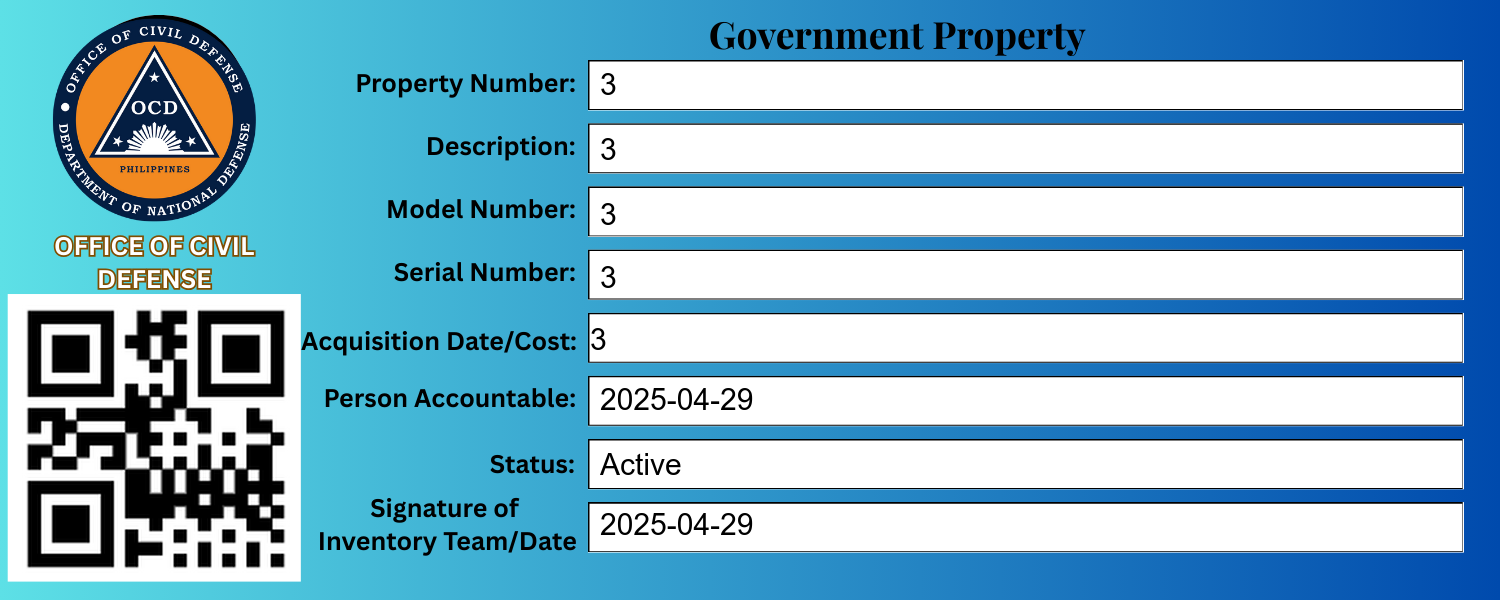 OFFICE OF CIVIL DEFENSE
OCD
PHILIPPINES
DEPARTMENT OF NATIONAL DEFENSE
OFFICE OF CIVIL
DEFENSE
Government Property
Property Number: 3
Description: 3
Model Number: 3
Serial Number: 3
Acquisition Date/Cost: 3
Person Accountable: 2025-04-29
Status: Active
Signature of
Inventory Team/Date 2025-04-29